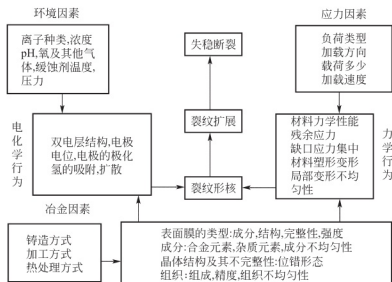 环境因素
离子种类,浓度
pH,氧及其他气
体,缓蚀剂温度,
压力
电化学行为
双电层结构,电极
电位,电极的极化
氢的吸附,扩散
失稳断裂
裂纹扩展
裂纹形核
应力因素
负荷类型
加载方向
载荷多少
加载速度
材料力学性能
残余应力
缺口应力集中
材料塑形变形
局部变形不均
匀性
力学行为
冶金因素
铸造方式
加工方式
热处理方式
表面膜的类型:成分,结构,完整性,强度
成分:合金元素,杂质元素,成分不均匀性
晶体结构及其不完整性:位错形态
组织:组成,精度,组织不均匀性